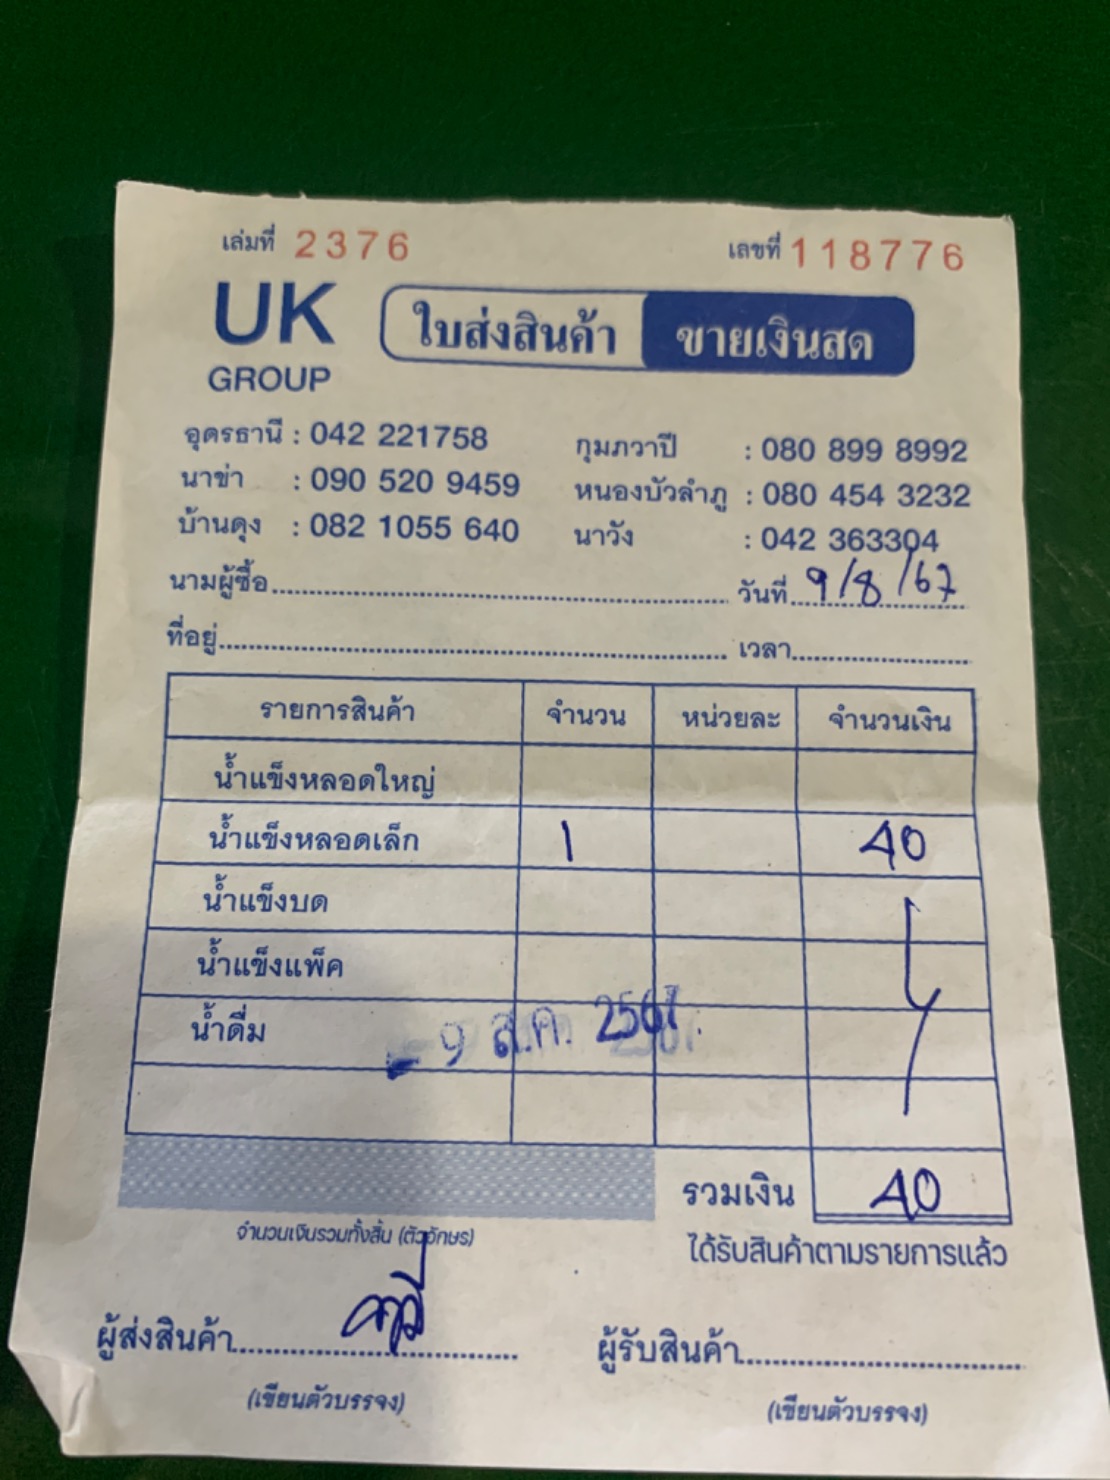 เล่มที่ 2376 เลขที่ 118776
UK
GROUP
ใบส่งสินค้า ขายเงินสด
อุดรธานี : 042 221758 กุมภวาปี : 080 899 8992
นาข่า : 090 520 9459 หนองบัวลำภู : 080 454 3232
บ้านดุง : 082 1055 640 นาวัง : 042 363304
นามผู้ซื้อ วันที่ 9/8/67
ที่อยู่ เวลา
รายการสินค้า จำนวน หน่วยละ จำนวนเงิน
น้ำแข็งหลอดใหญ่
น้ำแข็งหลอดเล็ก 1 40
น้ำแข็งบด
น้ำแข็งแพ็ค
น้ำดื่ม
- 9 ส.ค. 2567
รวมเงิน 40
จำนวนเงินรวมทั้งสิ้น (ตัวอักษร)
ได้รับสินค้าตามรายการแล้ว
ผู้ส่งสินค้า ผู้รับสินค้า
(เขียนตัวบรรจง) (เขียนตัวบรรจง)